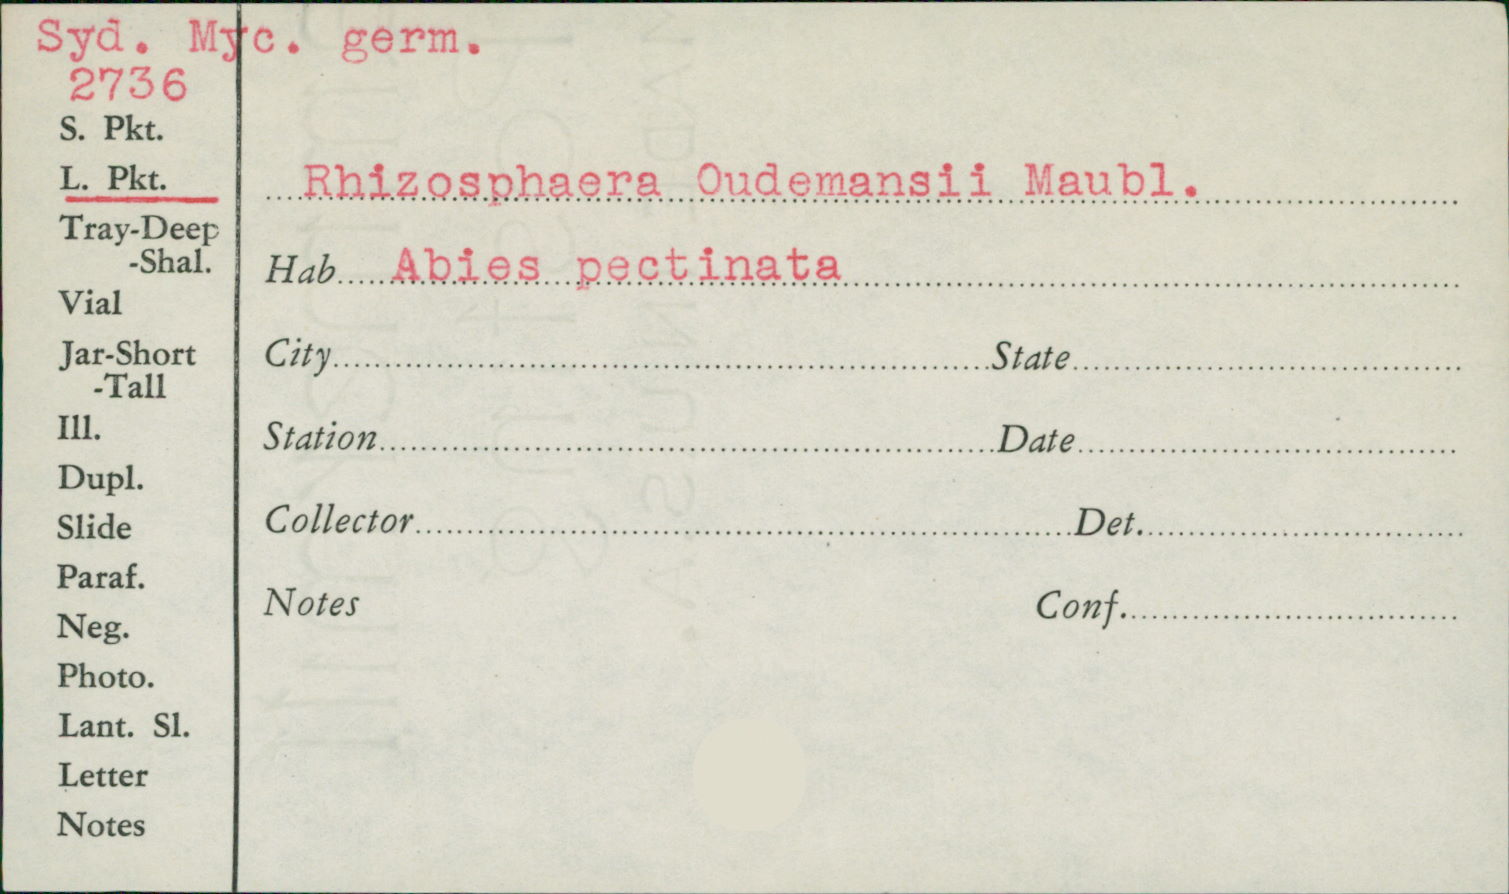 Syd. Myc. germ.
2736
S. Pkt.
L. Pkt.
Tray-Deep
-Shal.
Vial
Jar-Short
-Tall
Ill.
Dupl.
Slide
Paraf.
Neg.
Photo.
Lant. Sl.
Letter
Notes
Rhizosphaera Oudemansii Maubl.
Hab Abies pectinata
City State
Station Date
Collector Det.
Notes Conf.